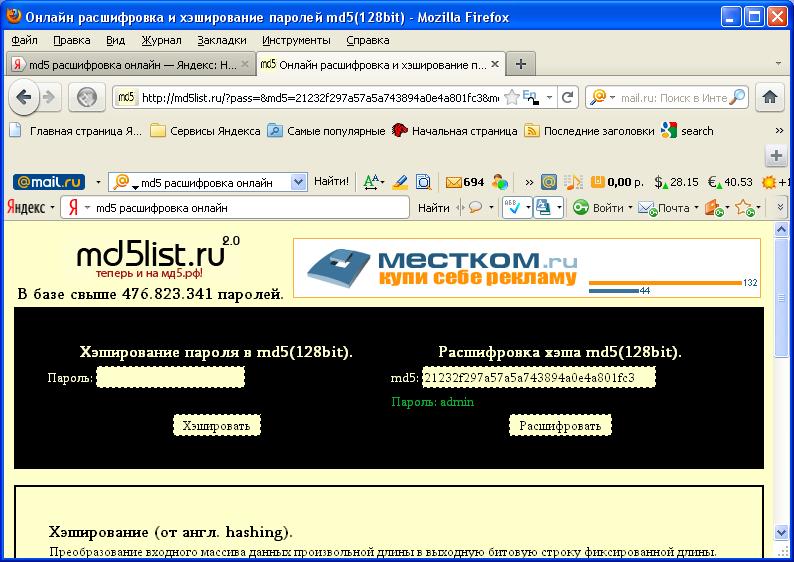 Онлайн расшифровка и хэширование паролей md5(128bit) - Mozilla Firefox
Файл Правка Вид Журнал Закладки Инструменты Справка
md5 расшифровка онлайн — Яндекс: Н...
md5 Онлайн расшифровка и хэширование п...
md5 http://md5list.ru/?pass=&md5=21232f297a57a5a743894a0e4a801fc3&m
mail.ru: Поиск в Инте
Главная страница Я... Сервисы Яндекса Самые популярные Начальная страница Последние заголовки search
@mail.ru md5 расшифровка онлайн Найти! 694 0,00 р. $ 28.15 € 40.53 +1
Яндекс Я md5 расшифровка онлайн Найти АБВ Войти Почта
md5list.ru 2.0
теперь и на мд5.рф!
В базе свыше 476.823.341 паролей.
МЕСТКОМ.ru
КУПИ СЕБЕ РЕКЛАМУ
132
44
Хэширование пароля в md5(128bit).
Пароль:
Хэшировать
Расшифровка хэша md5(128bit).
md5: 21232f297a57a5a743894a0e4a801fc3
Пароль: admin
Расшифровать
Хэширование (от англ. hashing).
Преобразование входного массива данных произвольной длины в выходную битовую строку фиксированной длины.